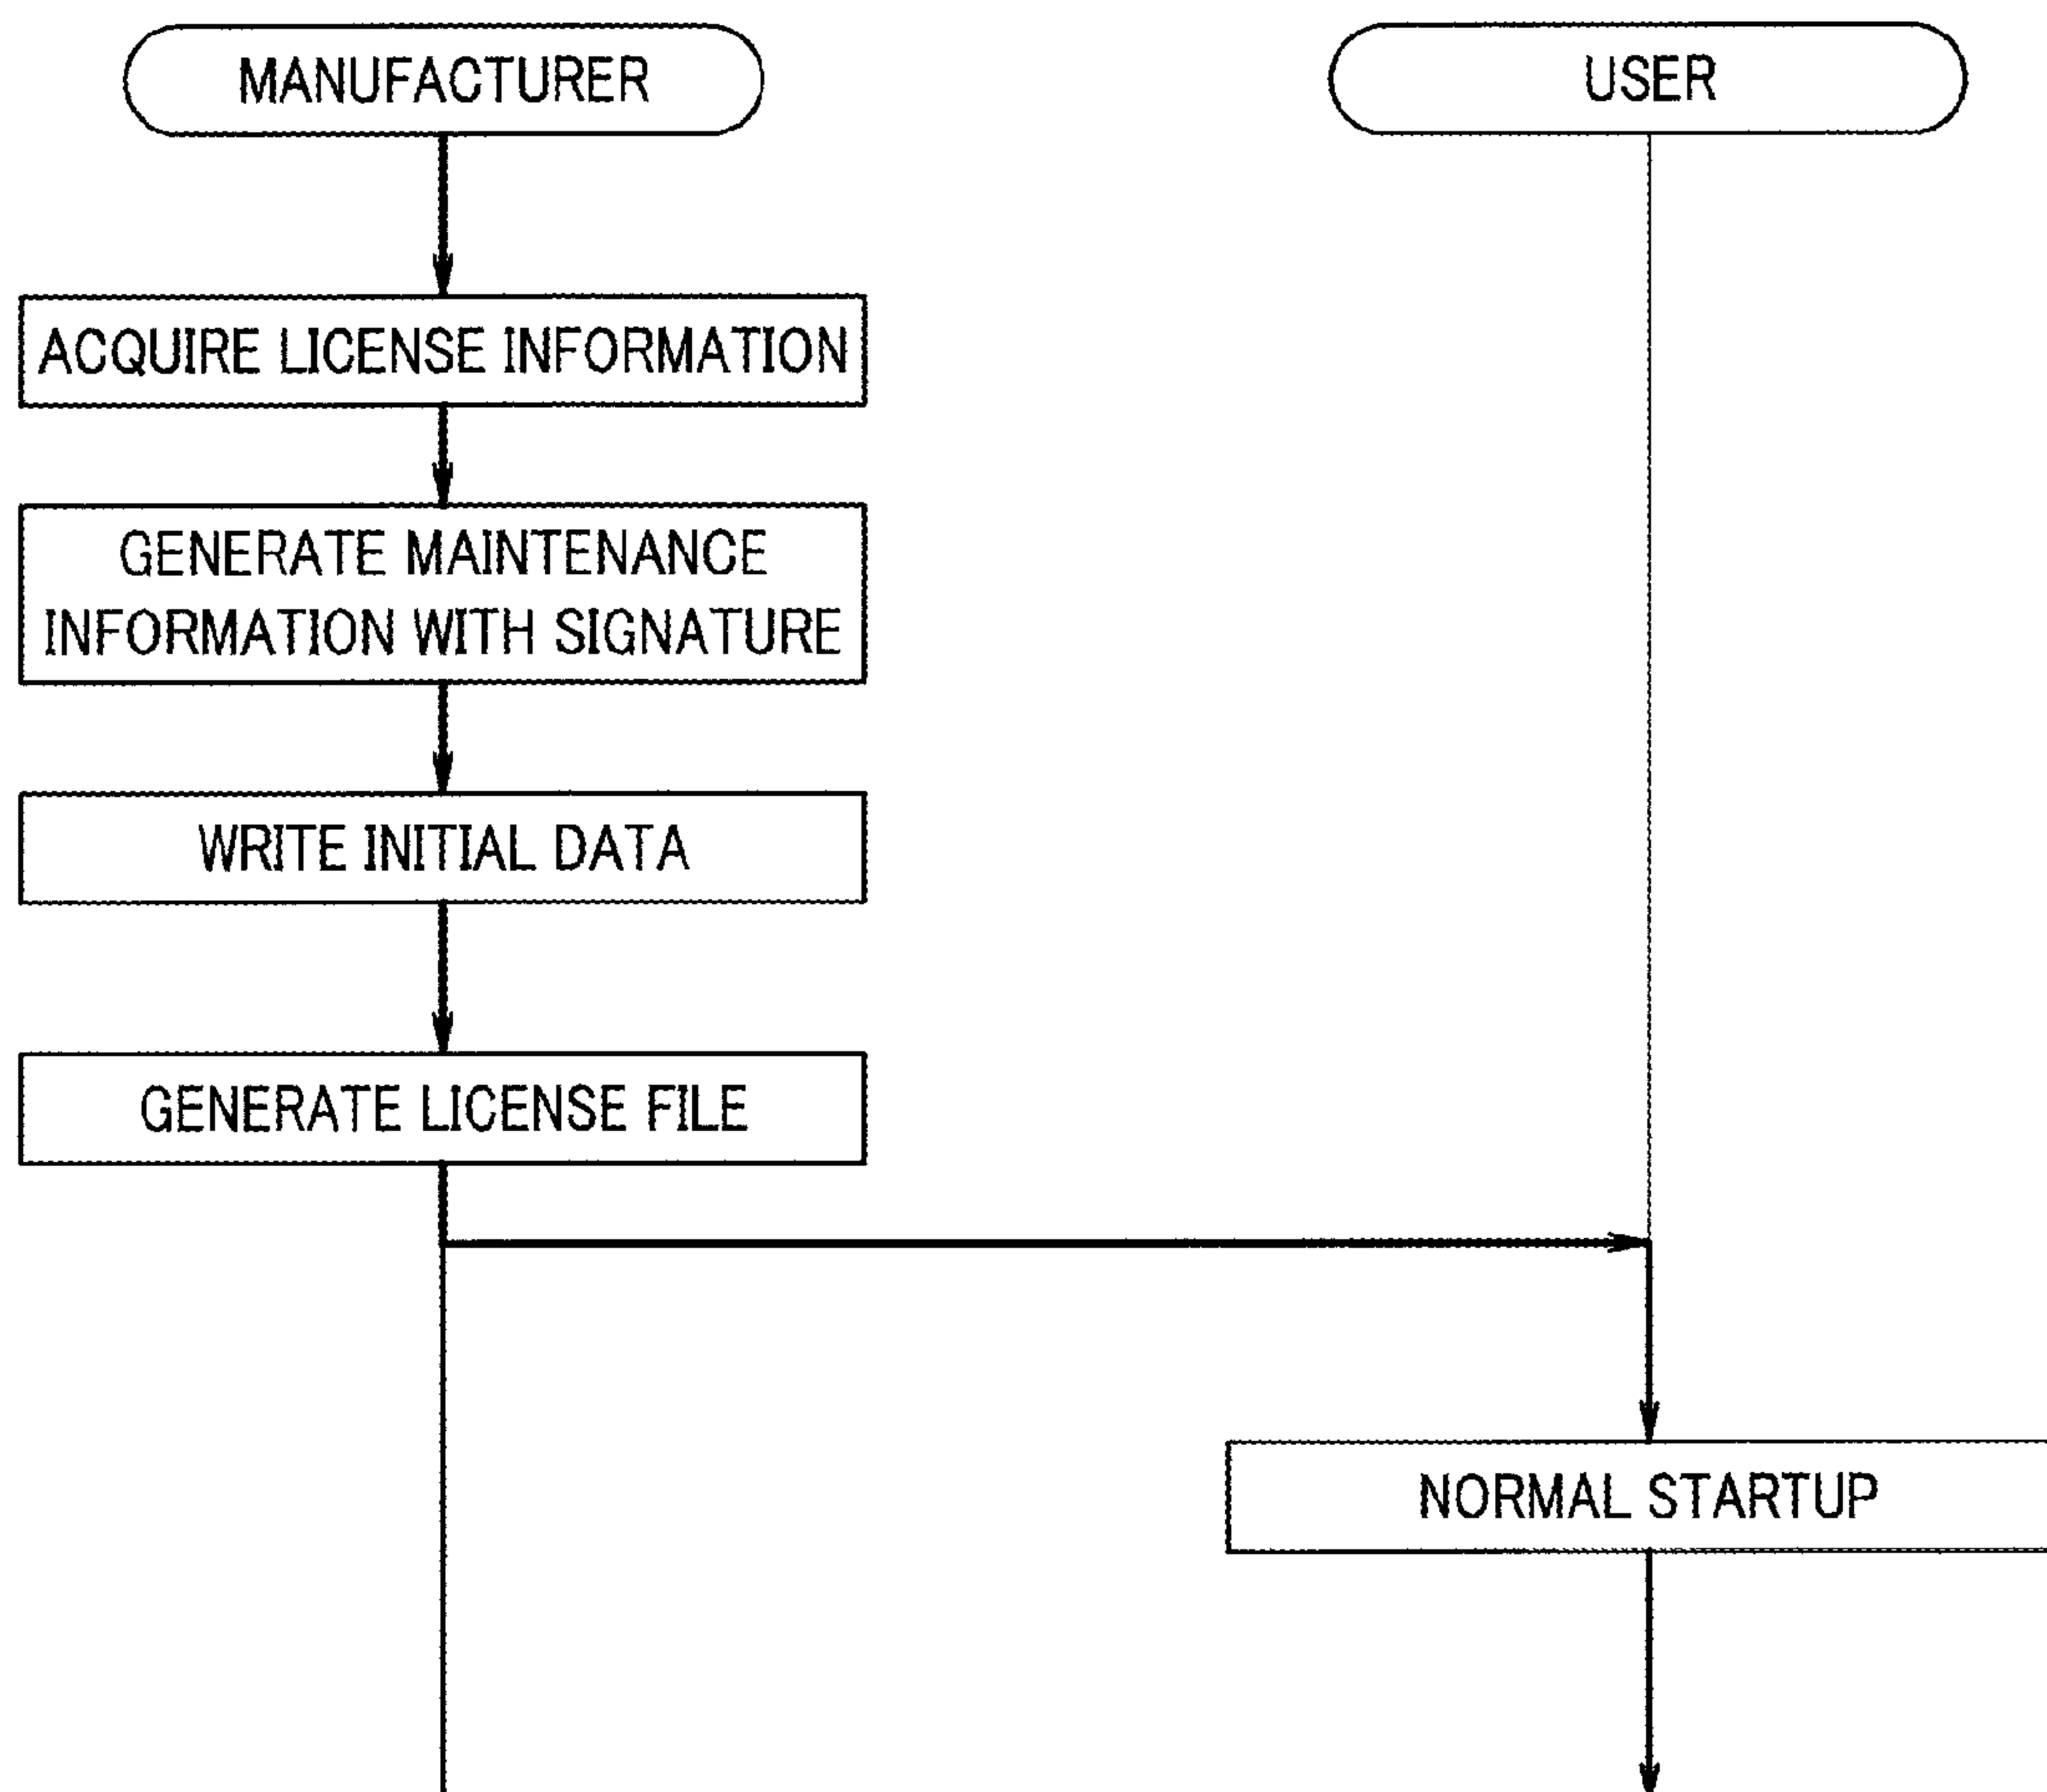 MANUFACTURER
USER
ACQUIRE LICENSE INFORMATION
GENERATE MAINTENANCE
INFORMATION WITH SIGNATURE
WRITE INITIAL DATA
GENERATE LICENSE FILE
NORMAL STARTUP